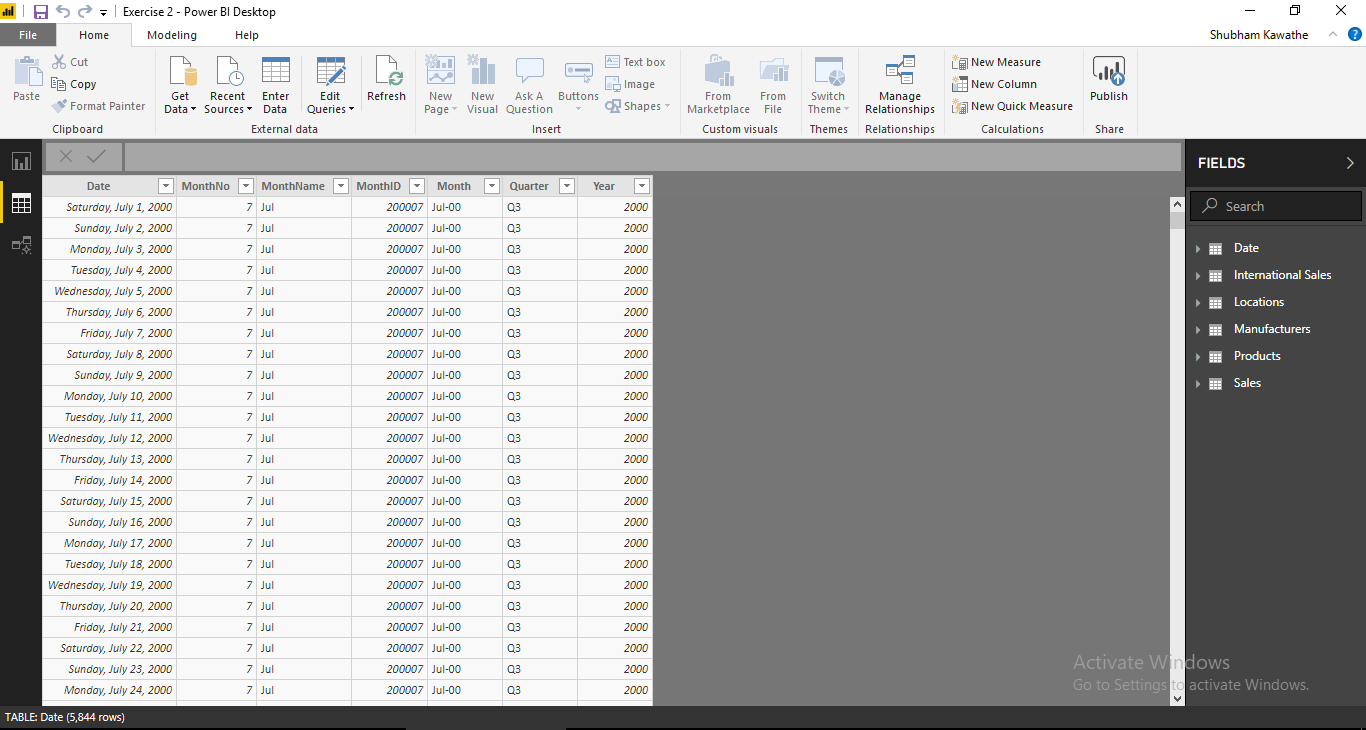 Exercise 2 - Power BI Desktop
File Home Modeling Help Shubham Kawathe ?
Paste
Cut
Copy
Format Painter
Clipboard
Get Data
Recent Sources
Enter Data
Edit Queries
Refresh
External data
New Page
New Visual
Ask A Question
Buttons
Text box
Image
Shapes
Insert
From Marketplace
From File
Custom visuals
Switch Theme
Themes
Manage Relationships
Relationships
New Measure
New Column
New Quick Measure
Calculations
Publish
Share
Date MonthNo MonthName MonthID Month Quarter Year
Saturday, July 1, 2000 7 Jul 200007 Jul-00 Q3 2000
Sunday, July 2, 2000 7 Jul 200007 Jul-00 Q3 2000
Monday, July 3, 2000 7 Jul 200007 Jul-00 Q3 2000
Tuesday, July 4, 2000 7 Jul 200007 Jul-00 Q3 2000
Wednesday, July 5, 2000 7 Jul 200007 Jul-00 Q3 2000
Thursday, July 6, 2000 7 Jul 200007 Jul-00 Q3 2000
Friday, July 7, 2000 7 Jul 200007 Jul-00 Q3 2000
Saturday, July 8, 2000 7 Jul 200007 Jul-00 Q3 2000
Sunday, July 9, 2000 7 Jul 200007 Jul-00 Q3 2000
Monday, July 10, 2000 7 Jul 200007 Jul-00 Q3 2000
Tuesday, July 11, 2000 7 Jul 200007 Jul-00 Q3 2000
Wednesday, July 12, 2000 7 Jul 200007 Jul-00 Q3 2000
Thursday, July 13, 2000 7 Jul 200007 Jul-00 Q3 2000
Friday, July 14, 2000 7 Jul 200007 Jul-00 Q3 2000
Saturday, July 15, 2000 7 Jul 200007 Jul-00 Q3 2000
Sunday, July 16, 2000 7 Jul 200007 Jul-00 Q3 2000
Monday, July 17, 2000 7 Jul 200007 Jul-00 Q3 2000
Tuesday, July 18, 2000 7 Jul 200007 Jul-00 Q3 2000
Wednesday, July 19, 2000 7 Jul 200007 Jul-00 Q3 2000
Thursday, July 20, 2000 7 Jul 200007 Jul-00 Q3 2000
Friday, July 21, 2000 7 Jul 200007 Jul-00 Q3 2000
Saturday, July 22, 2000 7 Jul 200007 Jul-00 Q3 2000
Sunday, July 23, 2000 7 Jul 200007 Jul-00 Q3 2000
Monday, July 24, 2000 7 Jul 200007 Jul-00 Q3 2000
FIELDS
Search
Date
International Sales
Locations
Manufacturers
Products
Sales
Activate Windows
Go to Settings to activate Windows.
TABLE: Date (5,844 rows)